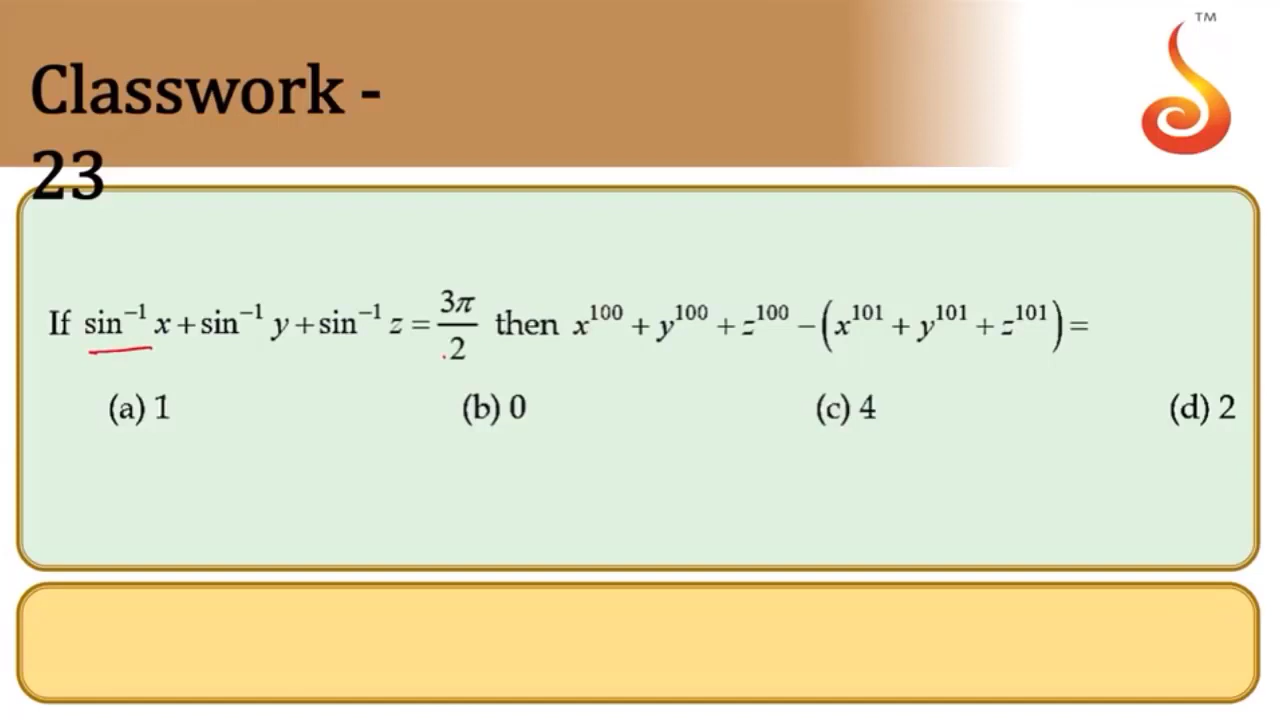 TM
Classwork -
23
If sin⁻¹ x + sin⁻¹ y + sin⁻¹ z = 3π/2 then x¹⁰⁰ + y¹⁰⁰ + z¹⁰⁰ − (x¹⁰¹ + y¹⁰¹ + z¹⁰¹) =
(a) 1 (b) 0 (c) 4 (d) 2